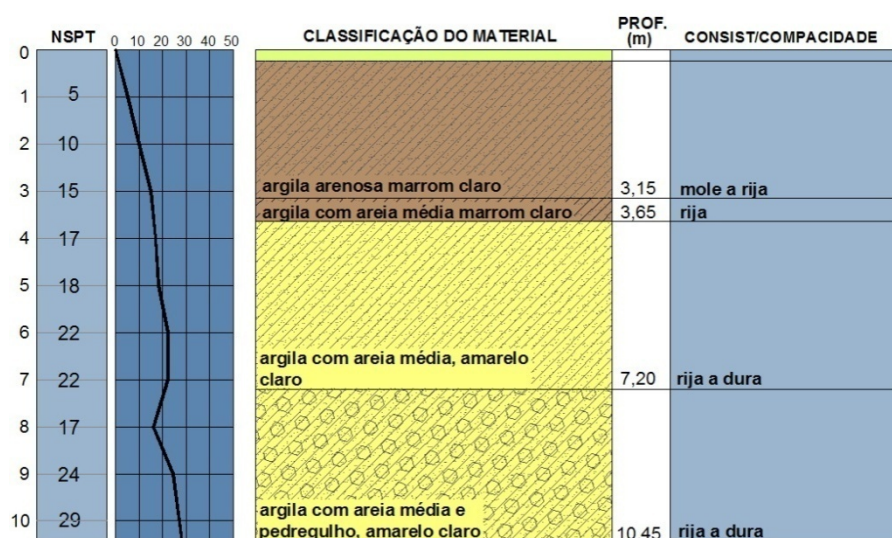 NSPT 0 10 20 30 40 50 CLASSIFICAÇÃO DO MATERIAL PROF. (m) CONSIST/COMPACIDADE
0
1 5
2 10
3 15 argila arenosa marrom claro 3,15 mole a rija
argila com areia média marrom claro 3,65 rija
4 17
5 18
6 22
argila com areia média, amarelo
7 22 claro 7,20 rija a dura
8 17
9 24
argila com areia média e
10 29 pedregulho, amarelo claro 10,45 rija a dura